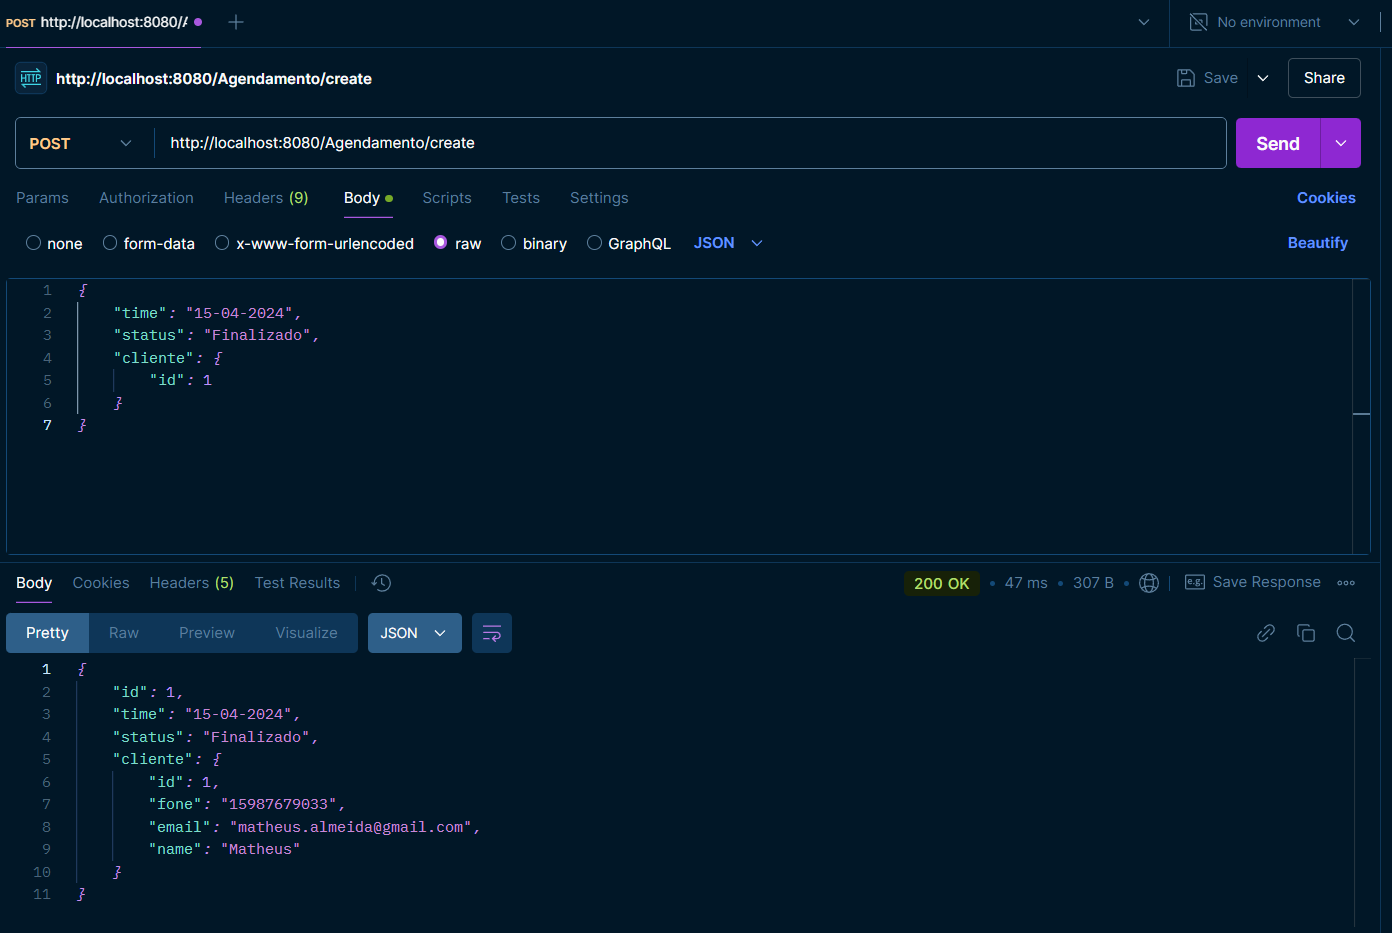 POST http://localhost:8080/A
No environment
HTTP http://localhost:8080/Agendamento/create
Save
Share
POST http://localhost:8080/Agendamento/create
Send
Params Authorization Headers (9) Body Scripts Tests Settings Cookies
none form-data x-www-form-urlencoded raw binary GraphQL JSON Beautify
1 {
2 "time": "15-04-2024",
3 "status": "Finalizado",
4 "cliente": {
5 "id": 1
6 }
7 }
Body Cookies Headers (5) Test Results 200 OK • 47 ms • 307 B • e.g. Save Response
Pretty Raw Preview Visualize JSON
1 {
2 "id": 1,
3 "time": "15-04-2024",
4 "status": "Finalizado",
5 "cliente": {
6 "id": 1,
7 "fone": "15987679033",
8 "email": "matheus.almeida@gmail.com",
9 "name": "Matheus"
10 }
11 }